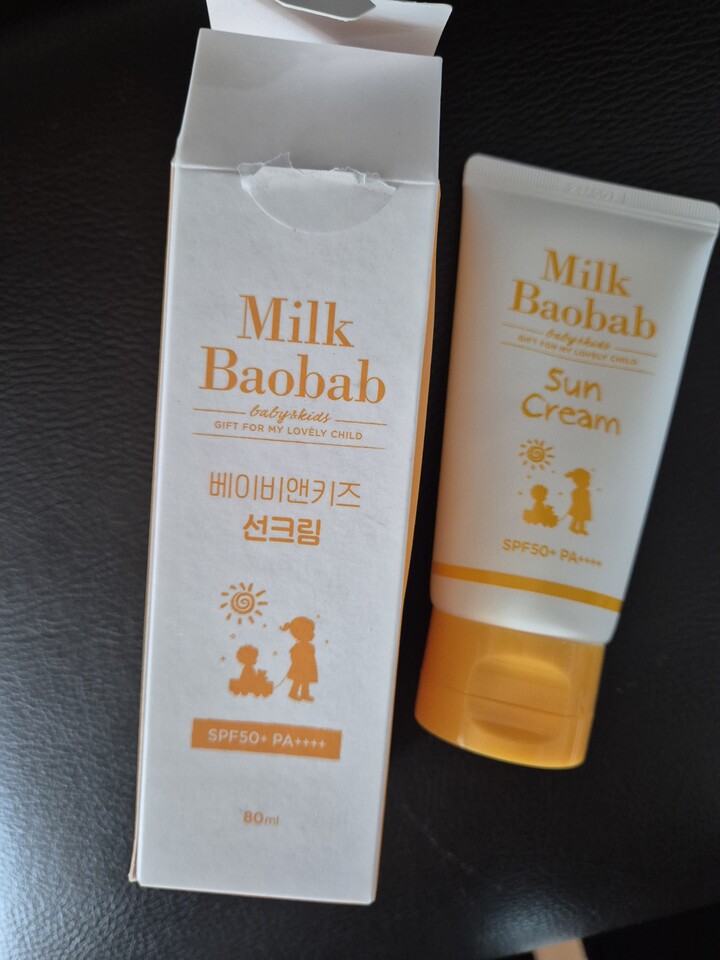 Milk
Baobab
baby&kids
GIFT FOR MY LOVELY CHILD
베이비앤키즈
선크림
SPF50+ PA++++
80ml
Milk
Baobab
baby&kids
GIFT FOR MY LOVELY CHILD
Sun
Cream
SPF50+ PA++++